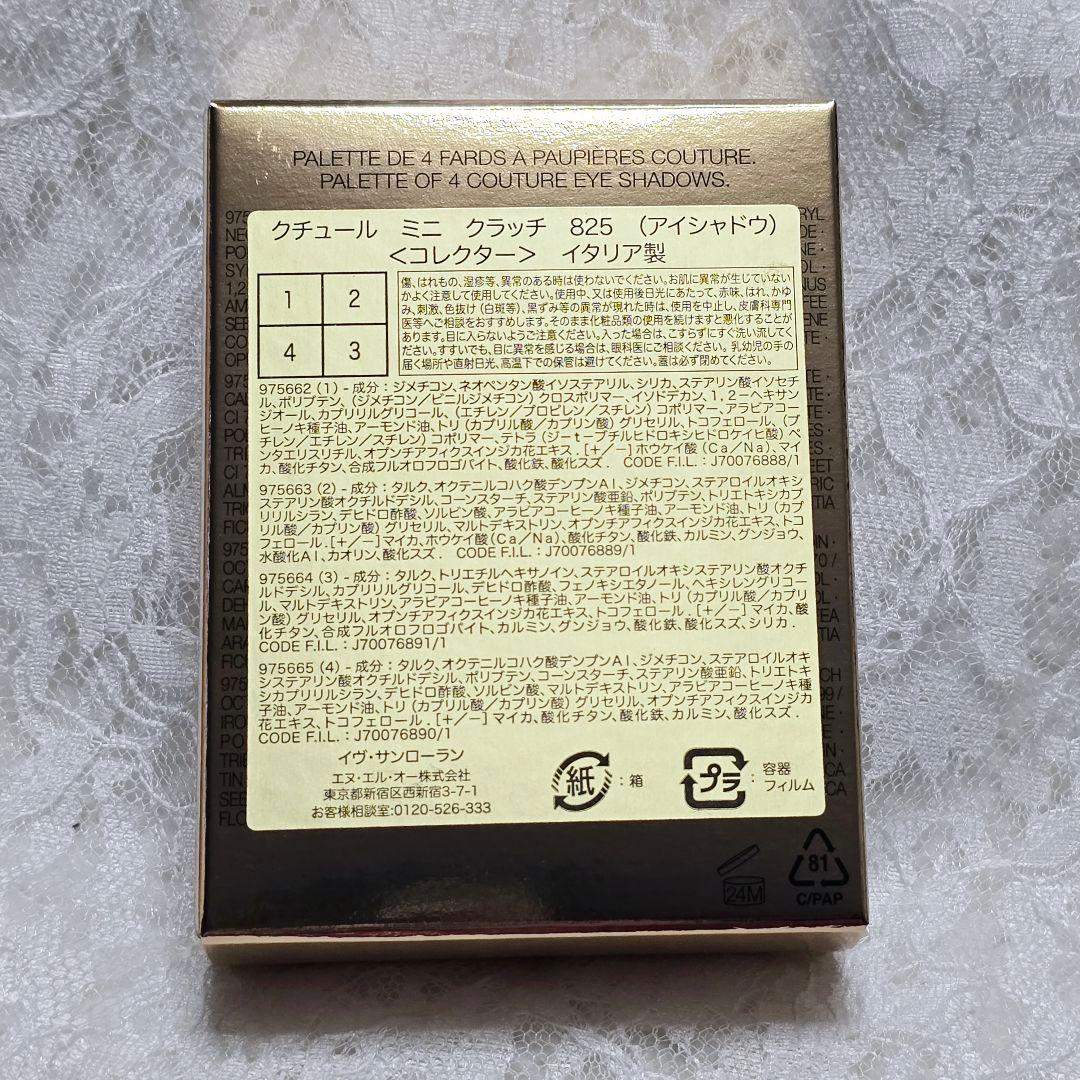 PALETTE DE 4 FARDS A PAUPIÈRES COUTURE.
PALETTE OF 4 COUTURE EYE SHADOWS.
クチュール ミニ クラッチ 825 (アイシャドウ)
<コレクター> イタリア製
1 2
4 3
傷、はれもの、湿疹等、異常のある時は使わないでください。お肌に異常が生じていない
かよく注意して使用してください。使用中、又は使用後日光にあたって、赤味、はれ、かゆ
み、刺激、色抜け(白斑等)、黒ずみ等の異常が現れた時は、使用を中止し、皮膚科専門
医等へご相談をおすすめします。そのまま化粧品類の使用を続けますと悪化することが
あります。目に入らないようご注意ください。入った場合は、こすらずにすぐ洗い流してく
ださい。すすいでも、目に異常を感じる場合は、眼科医にご相談ください。乳幼児の手の
届く場所や直射日光、高温下での保管は避けてください。蓋は必ず閉めてください。
975662 (1) - 成分:ジメチコン、ネオペンタン酸イソステアリル、シリカ、ステアリン酸イソセチ
ル、ポリブテン、(ジメチコン/ビニルジメチコン)クロスポリマー、イソドデカン、1,2-ヘキサン
ジオール、カプリリルグリコール、(エチレン/プロピレン/スチレン)コポリマー、アラビアコー
ヒーノキ種子油、アーモンド油、トリ(カプリル酸/カプリン酸)グリセリル、トコフェロール、(ブ
チレン/エチレン/スチレン)コポリマー、テトラ(ジ-t-ブチルヒドロキシヒドロケイヒ酸)ペ
ンタエリスリチル、オプンチアフィクスインジカ花エキス.[+/-]ホウケイ酸(Ca/Na)、マイ
カ、酸化チタン、合成フルオロフロゴパイト、酸化鉄、酸化スズ. CODE F.I.L.:J70076888/1
975663 (2) - 成分:タルク、オクテニルコハク酸デンプンAl、ジメチコン、ステアロイルオキシ
ステアリン酸オクチルドデシル、コーンスターチ、ステアリン酸亜鉛、ポリブテン、トリエトキシカプ
リリルシラン、デヒドロ酢酸、ソルビン酸、アラビアコーヒーノキ種子油、アーモンド油、トリ(カプ
リル酸/カプリン酸)グリセリル、マルトデキストリン、オプンチアフィクスインジカ花エキス、トコ
フェロール.[+/-]マイカ、ホウケイ酸(Ca/Na)、酸化チタン、酸化鉄、カルミン、グンジョウ、
水酸化Al、カオリン、酸化スズ. CODE F.I.L.:J70076889/1
975664 (3) - 成分:タルク、トリエチルヘキサノイン、ステアロイルオキシステアリン酸オクチ
ルドデシル、カプリリルグリコール、デヒドロ酢酸、フェノキシエタノール、ヘキシレングリコー
ル、マルトデキストリン、アラビアコーヒーノキ種子油、アーモンド油、トリ(カプリル酸/カプリ
ン酸)グリセリル、オプンチアフィクスインジカ花エキス、トコフェロール.[+/-]マイカ、酸
化チタン、合成フルオロフロゴパイト、カルミン、グンジョウ、酸化鉄、酸化スズ、シリカ.
CODE F.I.L.:J70076891/1
975665 (4) - 成分:タルク、オクテニルコハク酸デンプンAl、ジメチコン、ステアロイルオキ
システアリン酸オクチルドデシル、ポリブテン、コーンスターチ、ステアリン酸亜鉛、トリエトキ
シカプリリルシラン、デヒドロ酢酸、ソルビン酸、マルトデキストリン、アラビアコーヒーノキ種
子油、アーモンド油、トリ(カプリル酸/カプリン酸)グリセリル、オプンチアフィクスインジカ
花エキス、トコフェロール.[+/-]マイカ、酸化チタン、酸化鉄、カルミン、酸化スズ.
CODE F.I.L.:J70076890/1
イヴ・サンローラン
エヌ・エル・オー株式会社
東京都新宿区西新宿3-7-1
お客様相談室:0120-526-333
紙 :箱
プラ :容器
フィルム
24M
81
C/PAP